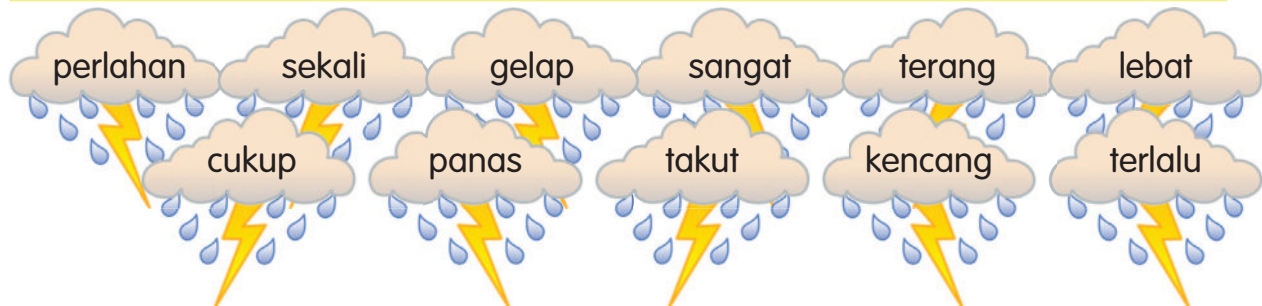 perlahan sekali gelap sangat terang lebat
cukup panas takut kencang terlalu